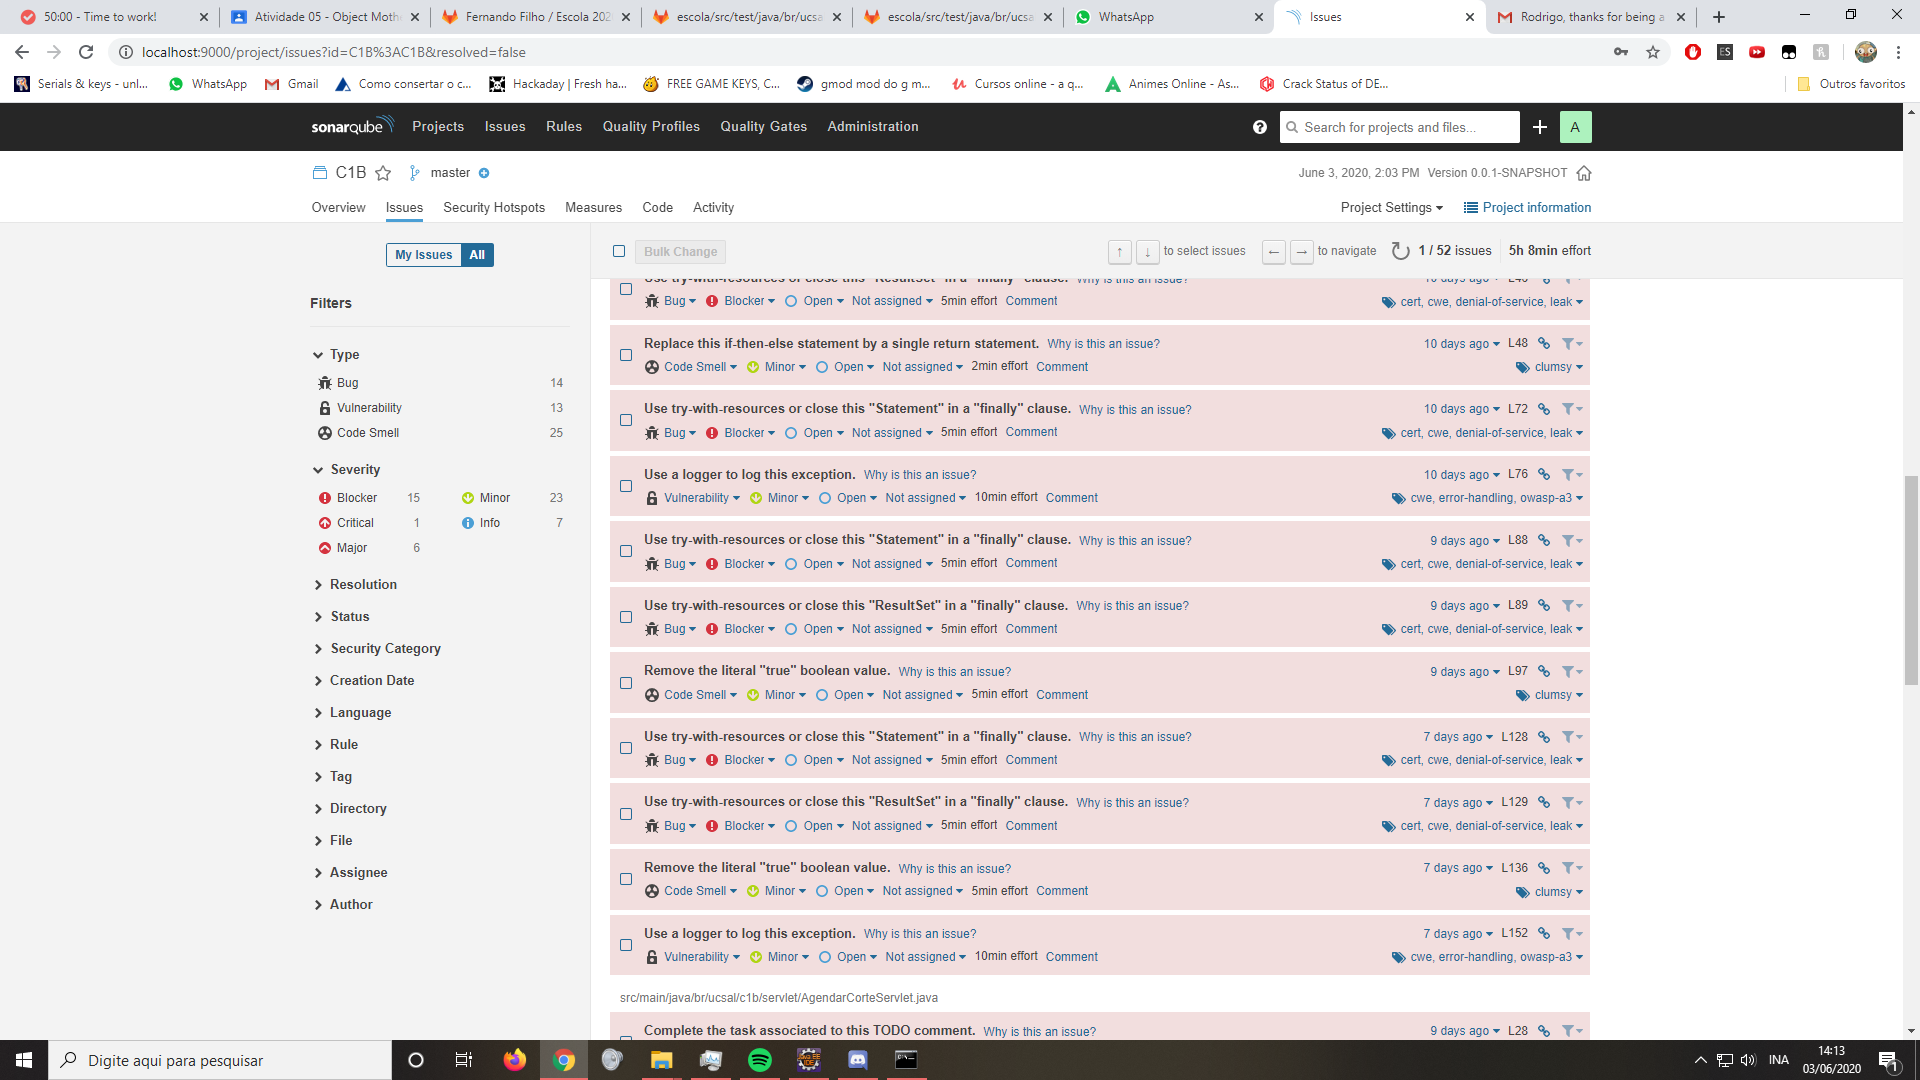 50:00 - Time to work!
Atividade 05 - Object Moth
Fernando Filho / Escola 202
escola/src/test/java/br/ucsa
escola/src/test/java/br/ucsa
WhatsApp
Issues
Rodrigo, thanks for being a
localhost:9000/project/issues?id=C1B%3AC1B&resolved=false
Serials & keys - unl...
WhatsApp
Gmail
Como consertar o c...
Hackaday | Fresh ha...
FREE GAME KEYS, C...
gmod mod do g m...
Cursos online - a q...
Animes Online - As...
Crack Status of DE...
Outros favoritos
sonarqube Projects Issues Rules Quality Profiles Quality Gates Administration
Search for projects and files...
A
C1B master
June 3, 2020, 2:03 PM Version 0.0.1-SNAPSHOT
Overview Issues Security Hotspots Measures Code Activity
Project Settings Project information
My Issues All
Bulk Change
↑ ↓ to select issues ← → to navigate 1 / 52 issues 5h 8min effort
Filters
Type
Bug 14
Vulnerability 13
Code Smell 25
Severity
Blocker 15 Minor 23
Critical 1 Info 7
Major 6
Resolution
Status
Security Category
Creation Date
Language
Rule
Tag
Directory
File
Assignee
Author
Use try-with-resources or close this "ResultSet" in a "finally" clause. Why is this an issue?
Bug Blocker Open Not assigned 5min effort Comment cert, cwe, denial-of-service, leak
Replace this if-then-else statement by a single return statement. Why is this an issue? 10 days ago L48
Code Smell Minor Open Not assigned 2min effort Comment clumsy
Use try-with-resources or close this "Statement" in a "finally" clause. Why is this an issue? 10 days ago L72
Bug Blocker Open Not assigned 5min effort Comment cert, cwe, denial-of-service, leak
Use a logger to log this exception. Why is this an issue? 10 days ago L76
Vulnerability Minor Open Not assigned 10min effort Comment cwe, error-handling, owasp-a3
Use try-with-resources or close this "Statement" in a "finally" clause. Why is this an issue? 9 days ago L88
Bug Blocker Open Not assigned 5min effort Comment cert, cwe, denial-of-service, leak
Use try-with-resources or close this "ResultSet" in a "finally" clause. Why is this an issue? 9 days ago L89
Bug Blocker Open Not assigned 5min effort Comment cert, cwe, denial-of-service, leak
Remove the literal "true" boolean value. Why is this an issue? 9 days ago L97
Code Smell Minor Open Not assigned 5min effort Comment clumsy
Use try-with-resources or close this "Statement" in a "finally" clause. Why is this an issue? 7 days ago L128
Bug Blocker Open Not assigned 5min effort Comment cert, cwe, denial-of-service, leak
Use try-with-resources or close this "ResultSet" in a "finally" clause. Why is this an issue? 7 days ago L129
Bug Blocker Open Not assigned 5min effort Comment cert, cwe, denial-of-service, leak
Remove the literal "true" boolean value. Why is this an issue? 7 days ago L136
Code Smell Minor Open Not assigned 5min effort Comment clumsy
Use a logger to log this exception. Why is this an issue? 7 days ago L152
Vulnerability Minor Open Not assigned 10min effort Comment cwe, error-handling, owasp-a3
src/main/java/br/ucsal/c1b/servlet/AgendarCorteServlet.java
Complete the task associated to this TODO comment. Why is this an issue? 9 days ago L28
Digite aqui para pesquisar
INA
14:13
03/06/2020
1